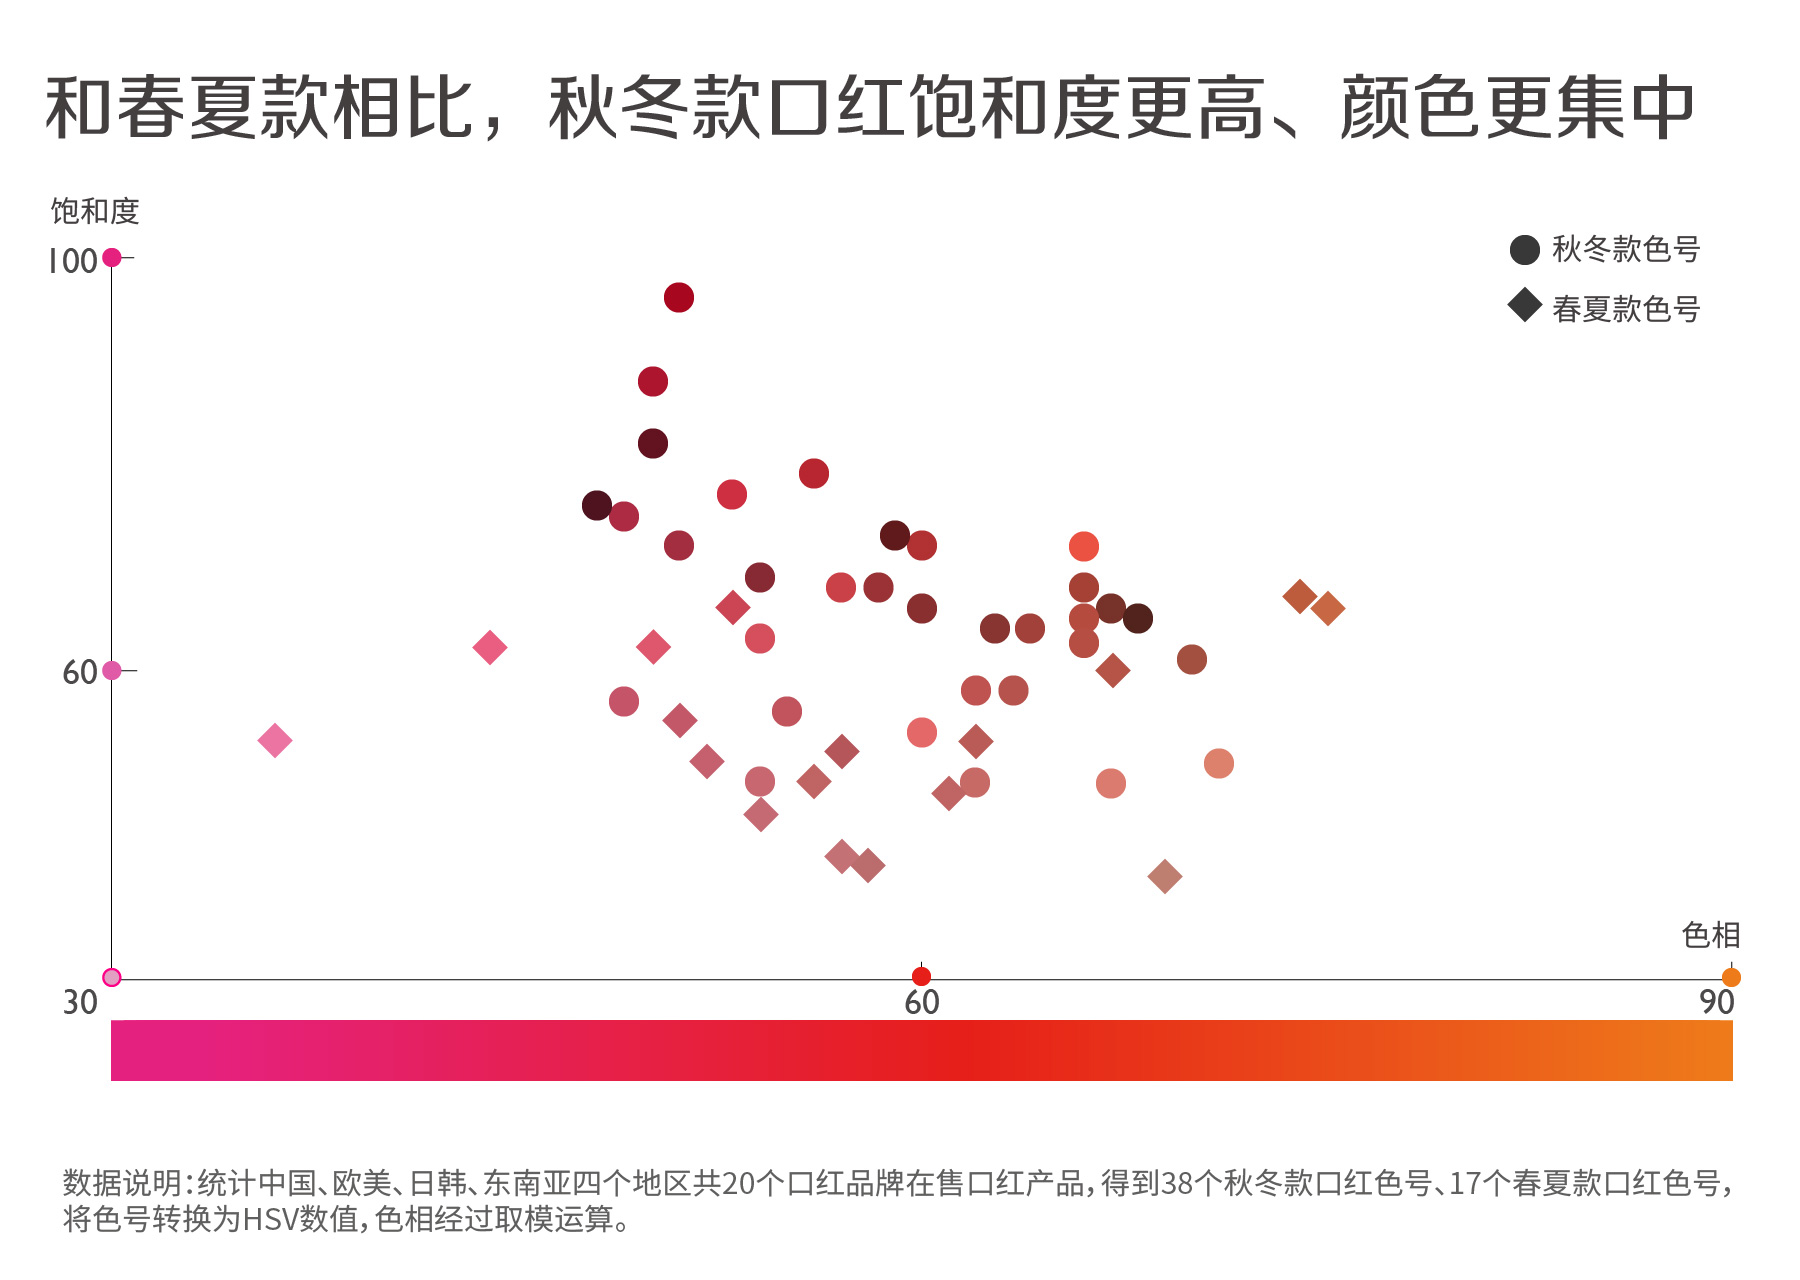 和春夏款相比，秋冬款口红饱和度更高、颜色更集中
饱和度
100
秋冬款色号
春夏款色号
60
色相
30
60
90
数据说明：统计中国、欧美、日韩、东南亚四个地区共20个口红品牌在售口红产品，得到38个秋冬款口红色号、17个春夏款口红色号，
将色号转换为HSV数值，色相经过取模运算。